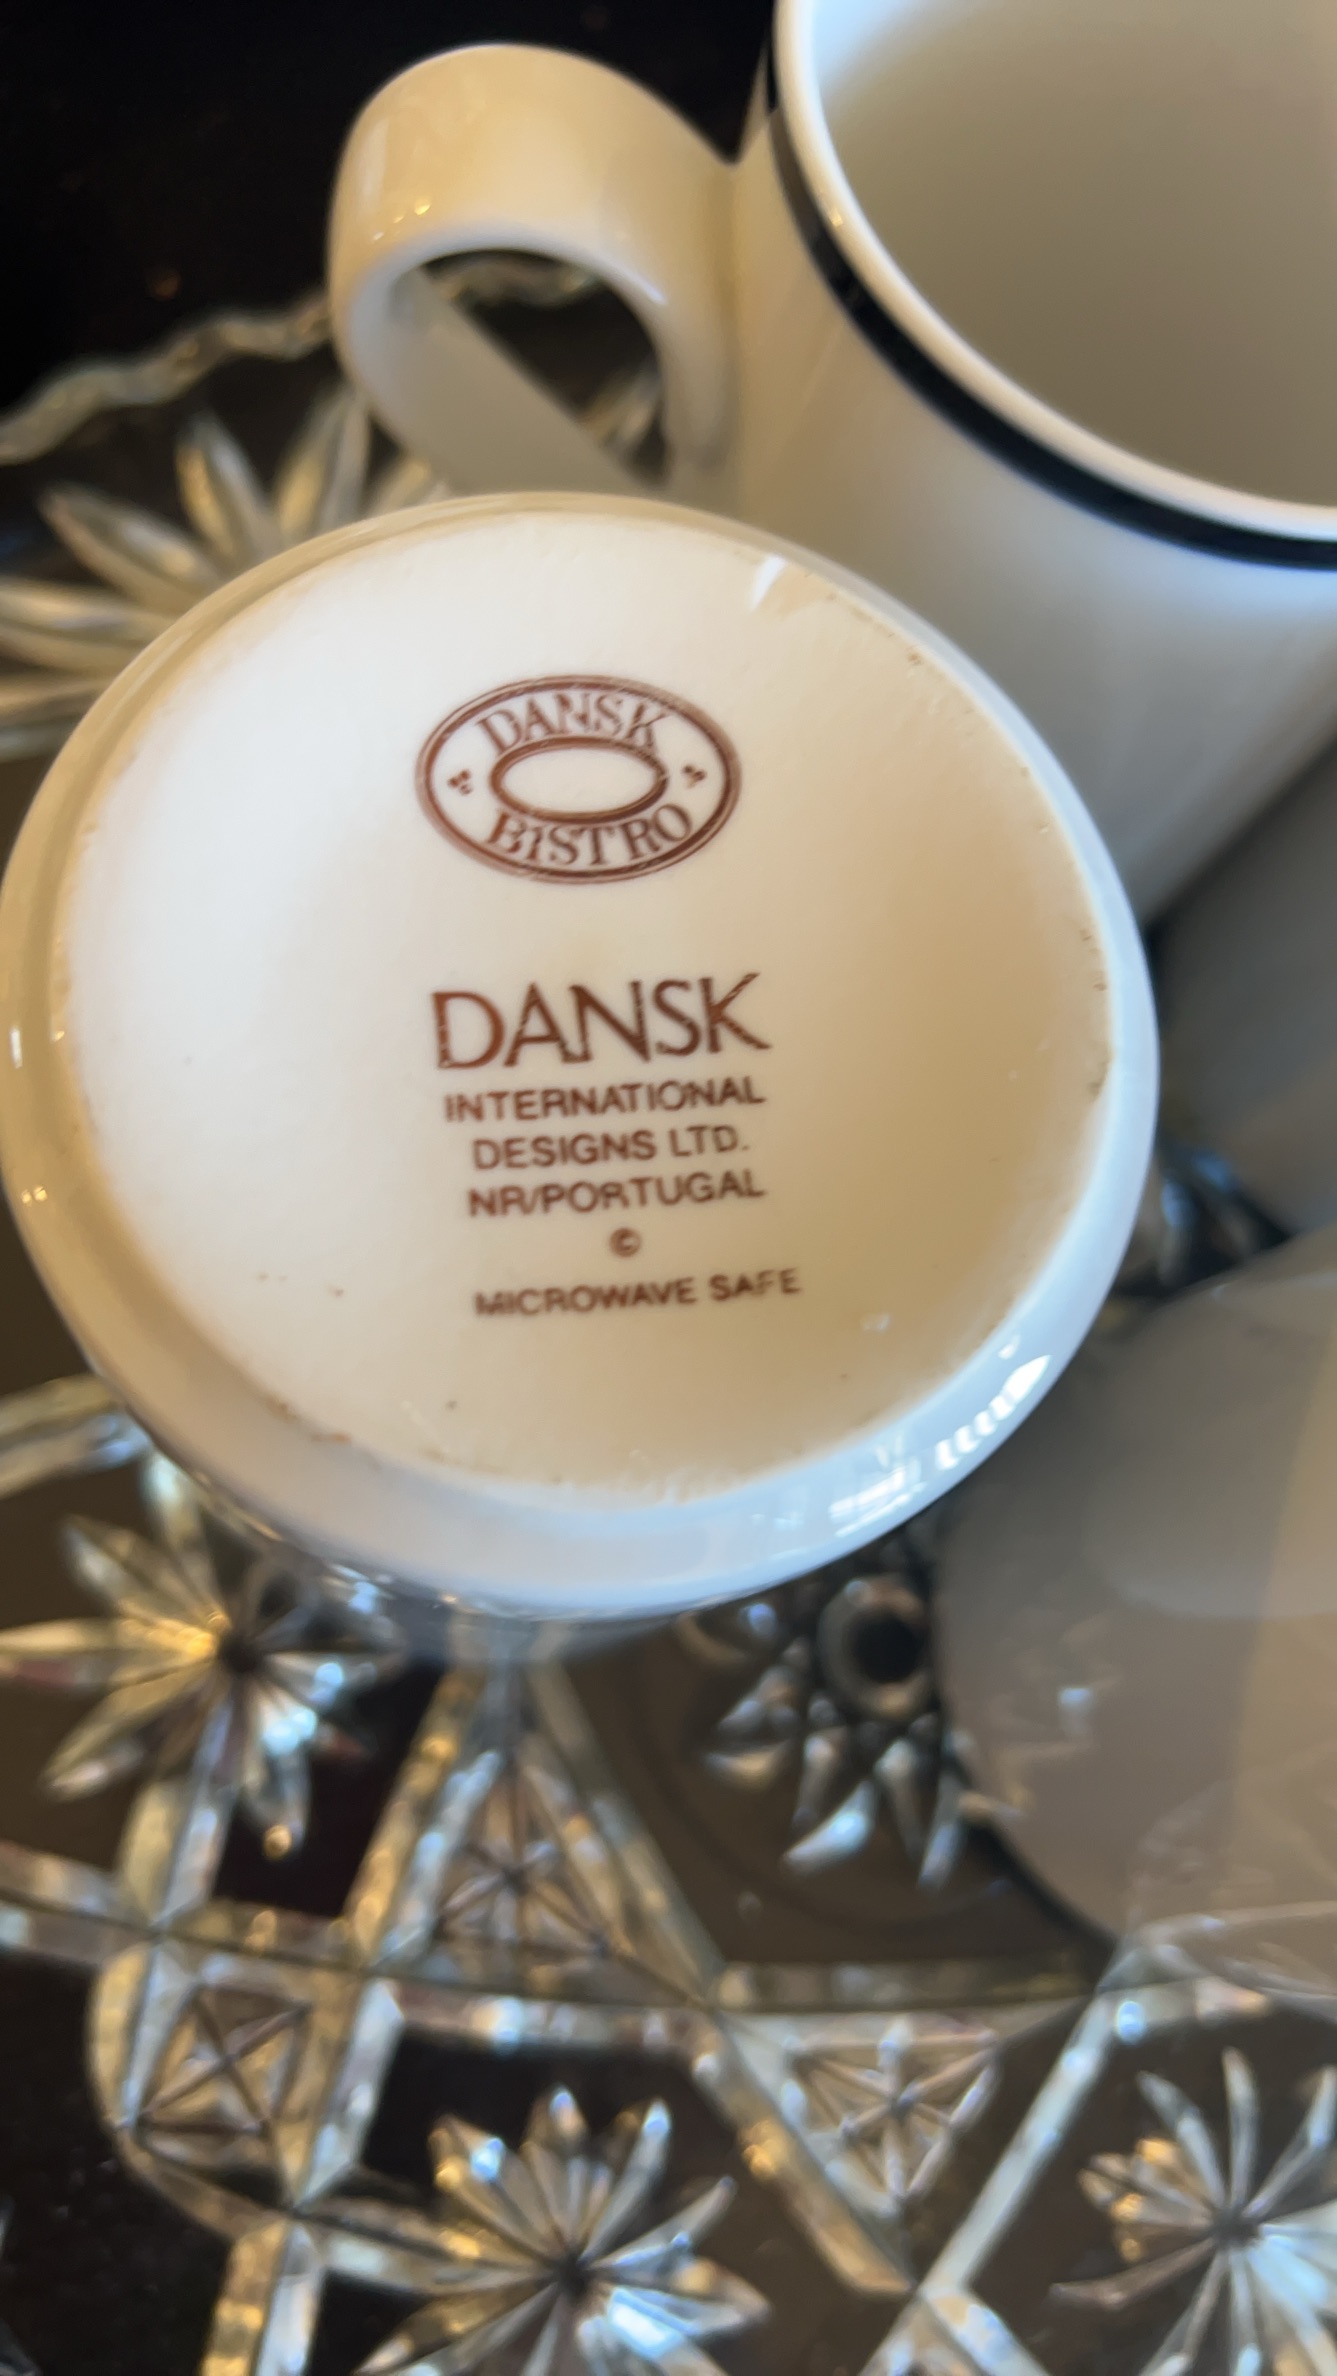 DANSK
BISTRO
DANSK
INTERNATIONAL
DESIGNS LTD.
NR/PORTUGAL
©
MICROWAVE SAFE